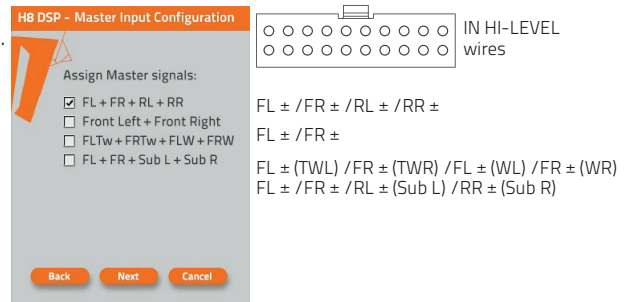 H8 DSP - Master Input Configuration
.
Assign Master signals:
FL + FR + RL + RR
Front Left + Front Right
FLTw + FRTw + FLW + FRW
FL + FR + Sub L + Sub R
Back Next Cancel
IN HI-LEVEL
wires
FL ± /FR ± /RL ± /RR ±
FL ± /FR ±
FL ± (TWL) /FR ± (TWR) /FL ± (WL) /FR ± (WR)
FL ± /FR ± /RL ± (Sub L) /RR ± (Sub R)